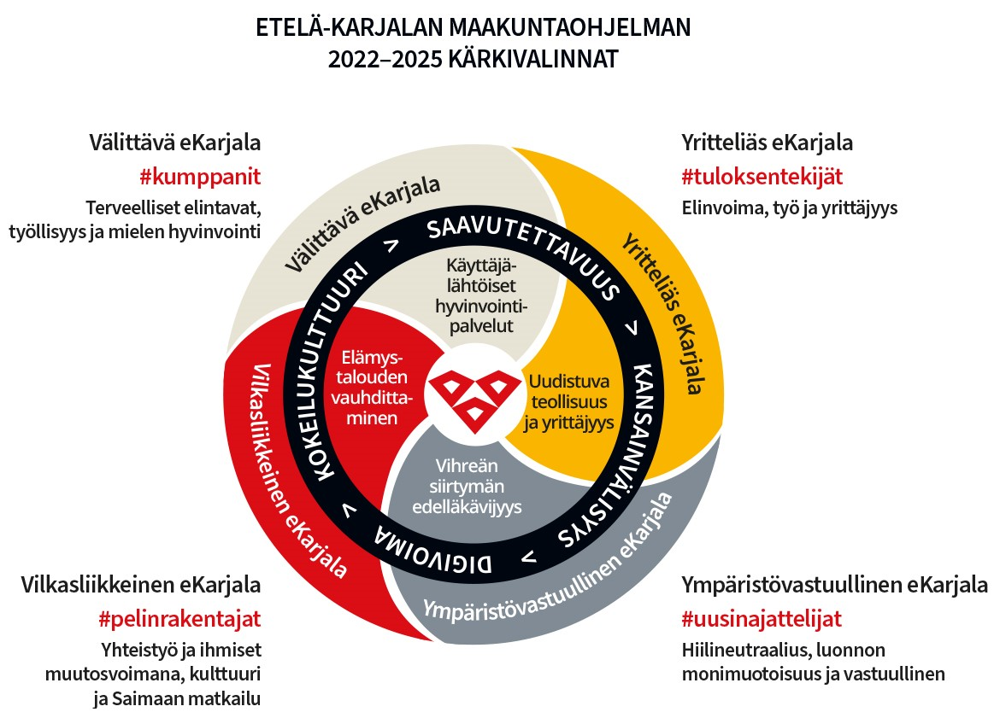 ETELÄ-KARJALAN MAAKUNTAOHJELMAN
2022–2025 KÄRKIVALINNAT
Välittävä eKarjala
#kumppanit
Terveelliset elintavat,
työllisyys ja mielen hyvinvointi
Yritteliäs eKarjala
#tuloksentekijät
Elinvoima, työ ja yrittäjyys
Välittävä eKarjala
Yritteliäs eKarjala
Ympäristövastuullinen eKarjala
Vilkasliikkeinen eKarjala
SAAVUTETTAVUUS >
KANSAINVÄLISYYS >
DIGIVOIMA >
KOKEILUKULTTUURI >
Käyttäjä-
lähtöiset
hyvinvointi-
palvelut
Elämys-
talouden
vauhditta-
minen
Uudistuva
teollisuus
ja yrittäjyys
Vihreän
siirtymän
edelläkävijyys
Vilkasliikkeinen eKarjala
#pelinrakentajat
Yhteistyö ja ihmiset
muutosvoimana, kulttuuri
ja Saimaan matkailu
Ympäristövastuullinen eKarjala
#uusinajattelijat
Hiilineutraalius, luonnon
monimuotoisuus ja vastuullinen